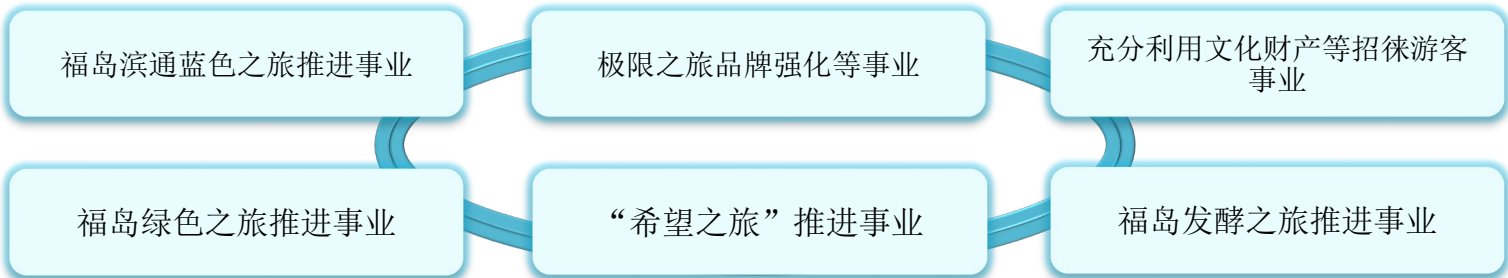 福岛滨通蓝色之旅推进事业
极限之旅品牌强化等事业
充分利用文化财产等招徕游客
事业
福岛绿色之旅推进事业
“希望之旅”推进事业
福岛发酵之旅推进事业